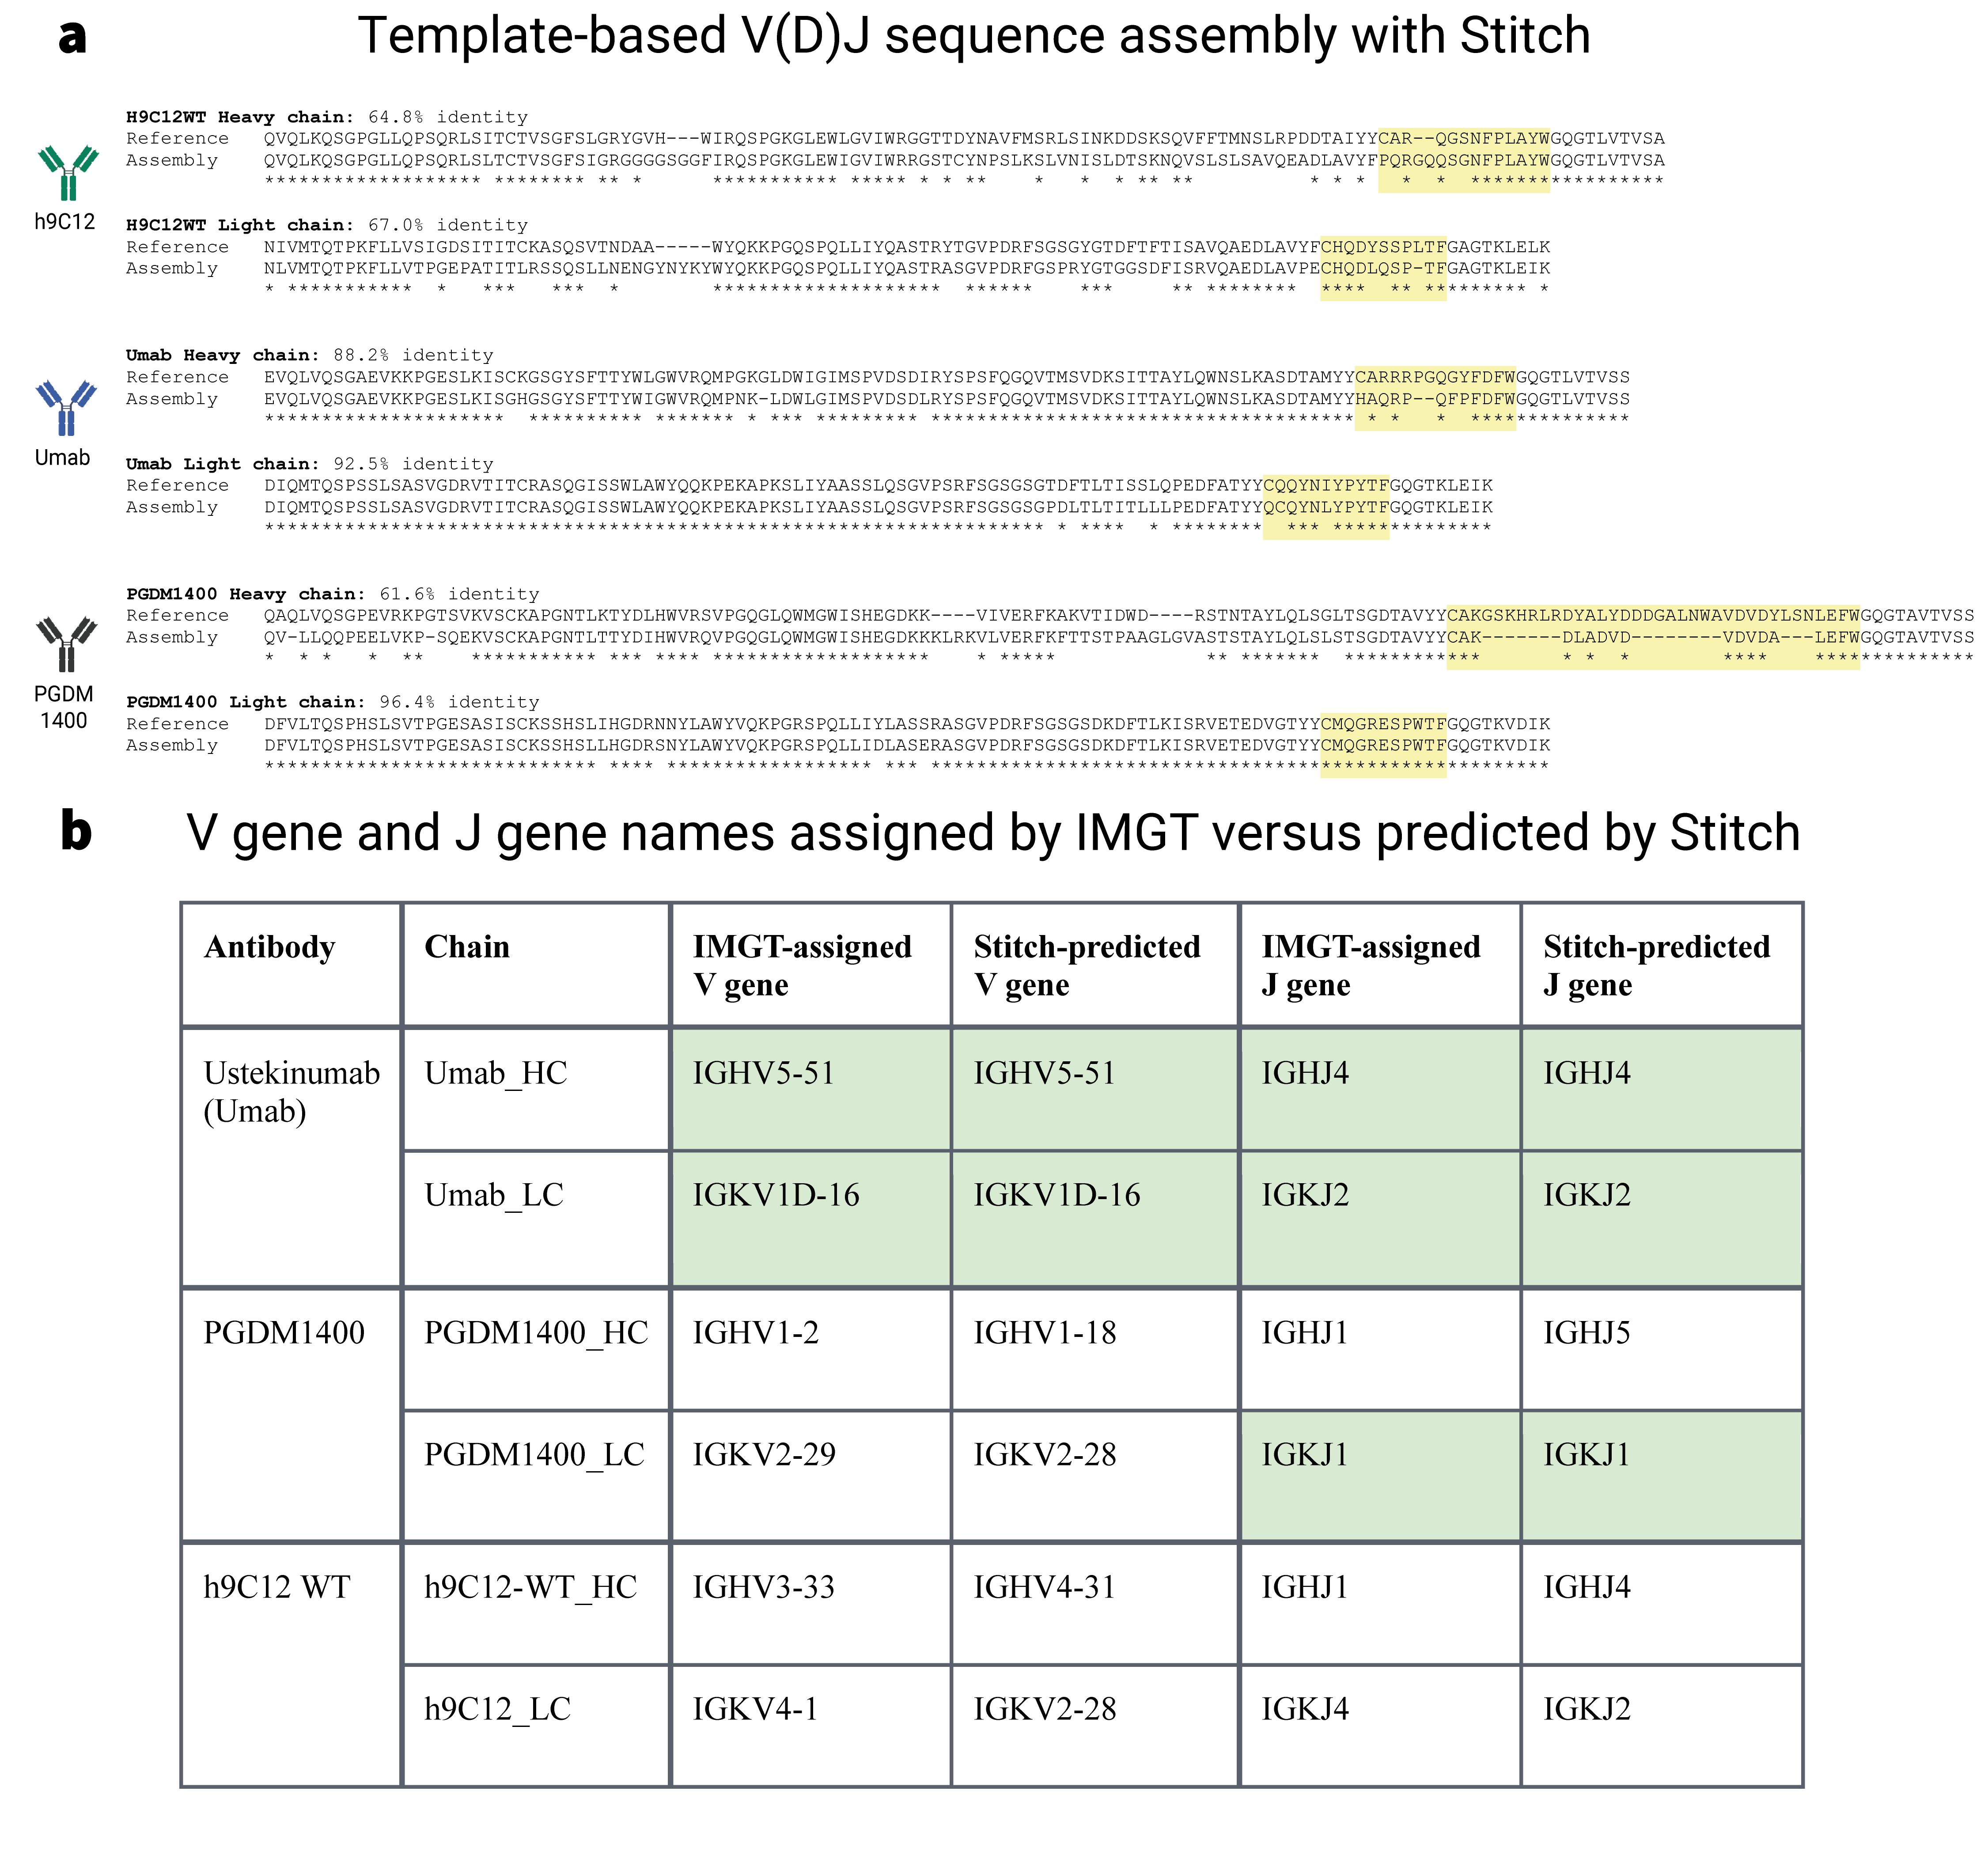 a
Template-based V(D)J sequence assembly with Stitch
H9C12WT Heavy chain: 64.8% identity
Reference QVQLKQSGPGLLQPSQRLSITCTVSGFSLGRYGVH---WIRQSPGKGLEWLGVIWRGGTTDYNAVFMSRLSINKDDSKSQVFFTMNSLRPDDTAIYYCAR--QGSNFPLAYWGQGTLVTVSA
Assembly QVQLKQSGPGLLQPSQRLSLTCTVSGFSIGRGGGGSGGFIRQSPGKGLEWIGVIWRRGSTCYNPSLKSLVNISLDTSKNQVSLSLSAVQEADLAVYFPQRGQQSGNFPLAYWGQGTLVTVSA
h9C12
H9C12WT Light chain: 67.0% identity
Reference NIVMTQTPKFLLVSIGDSITITCKASQSVTNDAA-----WYQKKPGQSPQLLIYQASTRYTGVPDRFSGSGYGTDFTFTISAVQAEDLAVYFCHQDYSSPLTFGAGTKLELK
Assembly NLVMTQTPKFLLVTPGEPATITLRSSQSLLNENGYNYKYWYQKKPGQSPQLLIYQASTRASGVPDRFGSPRYGTGGSDFISRVQAEDLAVPECHQDLQSP-TFGAGTKLEIK
Umab Heavy chain: 88.2% identity
Reference EVQLVQSGAEVKKPGESLKISCKGSGYSFTTYWLGWVRQMPGKGLDWIGIMSPVDSDIRYSPSFQGQVTMSVDKSITTAYLQWNSLKASDTAMYYCARRRPGQGYFDFWGQGTLVTVSS
Assembly EVQLVQSGAEVKKPGESLKISGHGSGYSFTTYWIGWVRQMPNK-LDWLGIMSPVDSDLRYSPSFQGQVTMSVDKSITTAYLQWNSLKASDTAMYYHAQRP--QFPFDFWGQGTLVTVSS
Umab
Umab Light chain: 92.5% identity
Reference DIQMTQSPSSLSASVGDRVTITCRASQGISSWLAWYQQKPEKAPKSLIYAASSLQSGVPSRFSGSGSGTDFTLTISSLQPEDFATYYCQQYNIYPYTFGQGTKLEIK
Assembly DIQMTQSPSSLSASVGDRVTITCRASQGISSWLAWYQQKPEKAPKSLIYAASSLQSGVPSRFSGSGSGPDLTLTITLLLPEDFATYYQCQYNLYPYTFGQGTKLEIK
PGDM1400 Heavy chain: 61.6% identity
Reference QAQLVQSGPEVRKPGTSVKVSCKAPGNTLKTYDLHWVRSVPGQGLQWMGWISHEGDKK----VIVERFKAKVTIDWD----RSTNTAYLQLSGLTSGDTAVYYCAKGSKHRLRDYALYDDDGALNWAVDVDYLSNLEFWGQGTAVTVSS
Assembly QV-LLQQPEELVKP-SQEKVSCKAPGNTLTTYDIHWVRQVPGQGLQWMGWISHEGDKKKLRKVLVERFKFTTSTPAAGLGVASTSTAYLQLSLSTSGDTAVYYCAK-------DLADVD--------VDVDA---LEFWGQGTAVTVSS
PGDM
1400
PGDM1400 Light chain: 96.4% identity
Reference DFVLTQSPHSLSVTPGESASISCKSSHSLIHGDRNNYLAWYVQKPGRSPQLLIYLASSRASGVPDRFSGSGSDKDFTLKISRVETEDVGTYYCMQGRESPWTFGQGTKVDIK
Assembly DFVLTQSPHSLSVTPGESASISCKSSHSLLHGDRSNYLAWYVQKPGRSPQLLIDLASERASGVPDRFSGSGSDKDFTLKISRVETEDVGTYYCMQGRESPWTFGQGTKVDIK
b
V gene and J gene names assigned by IMGT versus predicted by Stitch
Antibody Chain IMGT-assigned V gene Stitch-predicted V gene IMGT-assigned J gene Stitch-predicted J gene
Ustekinumab (Umab) Umab_HC IGHV5-51 IGHV5-51 IGHJ4 IGHJ4
Umab_LC IGKV1D-16 IGKV1D-16 IGKJ2 IGKJ2
PGDM1400 PGDM1400_HC IGHV1-2 IGHV1-18 IGHJ1 IGHJ5
PGDM1400_LC IGKV2-29 IGKV2-28 IGKJ1 IGKJ1
h9C12 WT h9C12-WT_HC IGHV3-33 IGHV4-31 IGHJ1 IGHJ4
h9C12_LC IGKV4-1 IGKV2-28 IGKJ4 IGKJ2